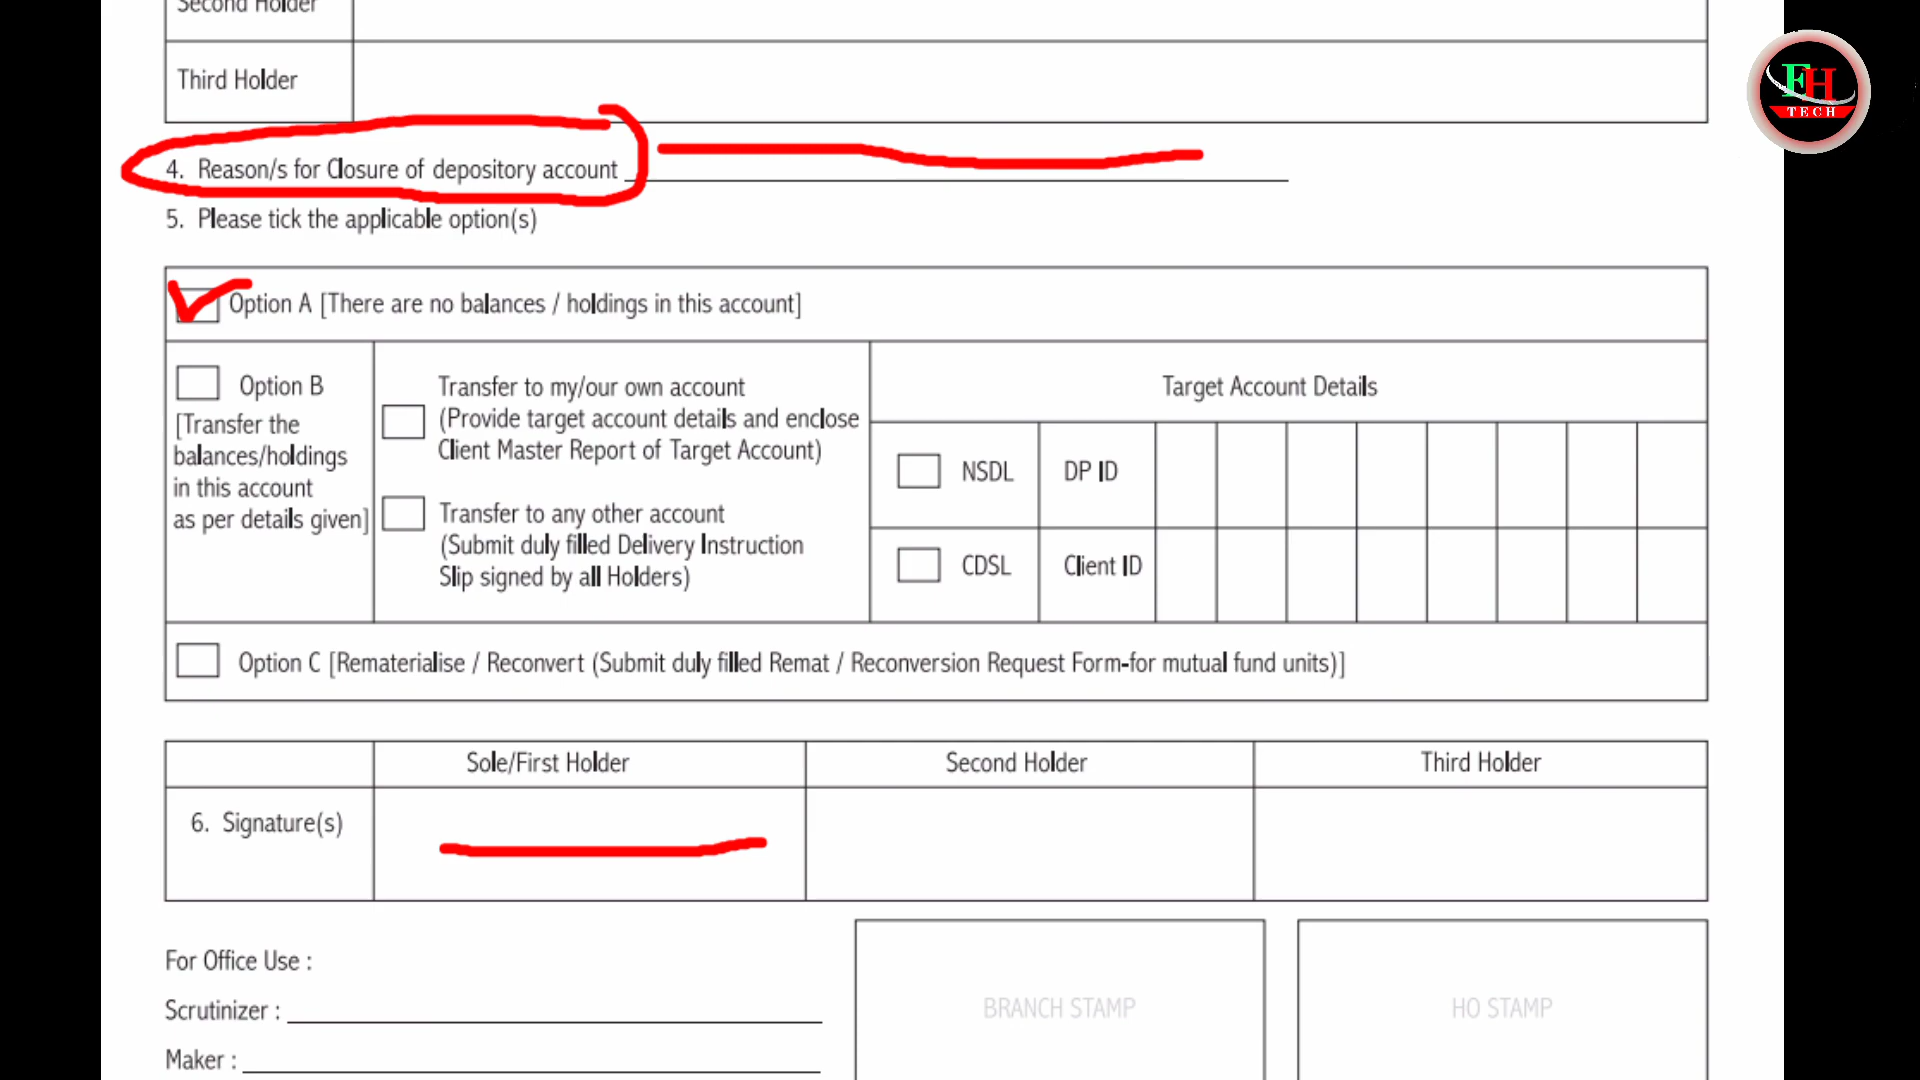 Second Holder
Third Holder
4. Reason/s for Closure of depository account
5. Please tick the applicable option(s)
Option A [There are no balances / holdings in this account]
Option B
[Transfer the
balances/holdings
in this account
as per details given]
Transfer to my/our own account
(Provide target account details and enclose
Client Master Report of Target Account)
Transfer to any other account
(Submit duly filled Delivery Instruction
Slip signed by all Holders)
Target Account Details
NSDL DP ID
CDSL Client ID
Option C [Rematerialise / Reconvert (Submit duly filled Remat / Reconversion Request Form-for mutual fund units)]
Sole/First Holder Second Holder Third Holder
6. Signature(s)
For Office Use :
Scrutinizer :
Maker :
BRANCH STAMP
HO STAMP
FH
TECH